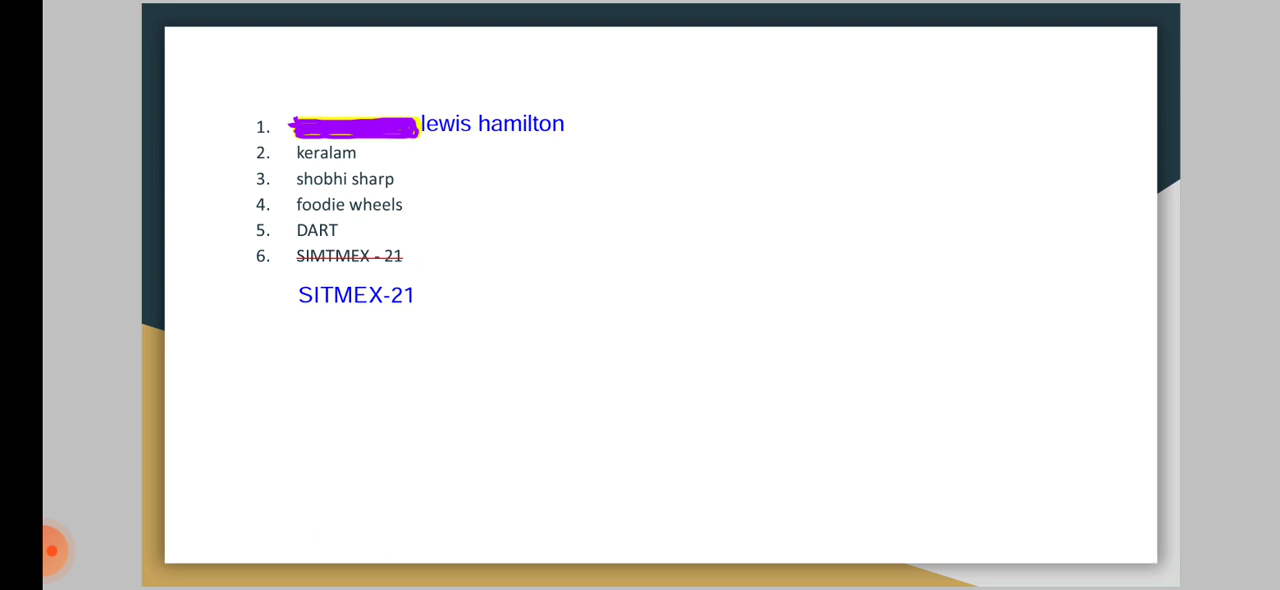 1. lewis hamilton
2. keralam
3. shobhi sharp
4. foodie wheels
5. DART
6. SIMTMEX - 21
SITMEX-21